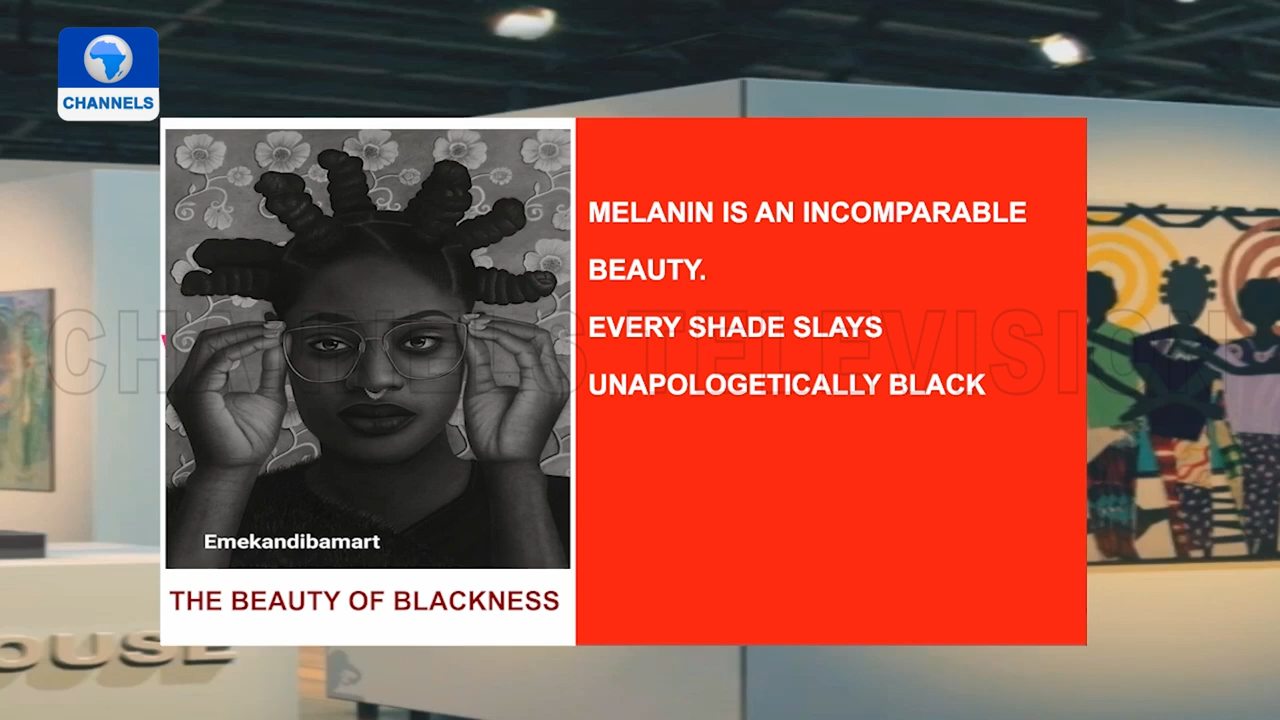 CHANNELS
MELANIN IS AN INCOMPARABLE
BEAUTY.
EVERY SHADE SLAYS
UNAPOLOGETICALLY BLACK
CHANNELS TELEVISION
Emekandibamart
THE BEAUTY OF BLACKNESS
OUSE